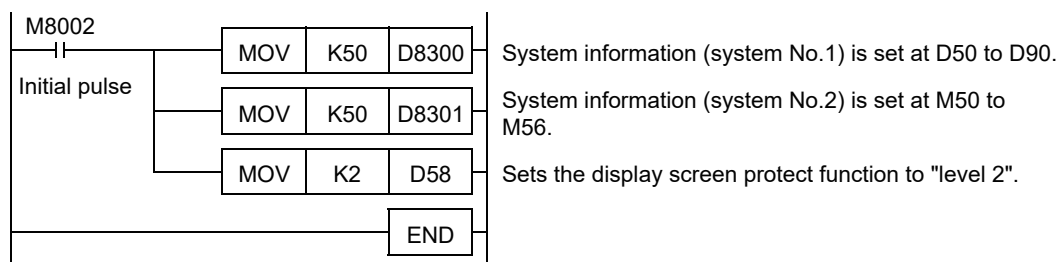 M8002
MOV K50 D8300
System information (system No.1) is set at D50 to D90.
Initial pulse
MOV K50 D8301
System information (system No.2) is set at M50 to
M56.
MOV K2 D58
Sets the display screen protect function to "level 2".
END